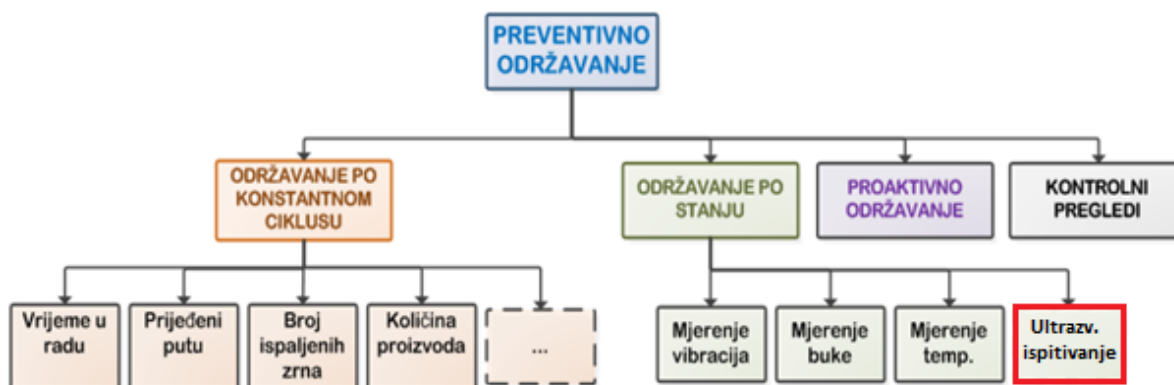 PREVENTIVNO
ODRŽAVANJE
ODRŽAVANJE PO
KONSTANTNOM
CIKLUSU
ODRŽAVANJE PO
STANJU
PROAKTIVNO
ODRŽAVANJE
KONTROLNI
PREGLEDI
Vrijeme u
radu
Prijeđeni
putu
Broj
ispaljenih
zrna
Količina
proizvoda
...
Mjerenje
vibracija
Mjerenje
buke
Mjerenje
temp.
Ultrazv.
ispitivanje